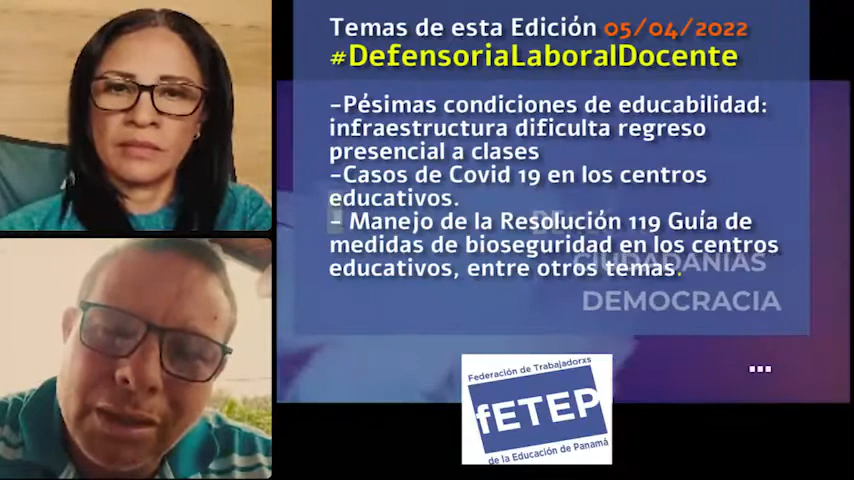 Temas de esta Edición 05/04/2022
#DefensoriaLaboralDocente
-Pésimas condiciones de educabilidad:
infraestructura dificulta regreso
presencial a clases
-Casos de Covid 19 en los centros
educativos.
- Manejo de la Resolución 119 Guía de
medidas de bioseguridad en los centros
educativos, entre otros temas.
DE
CIUDADANÍAS
DEMOCRACIA
...
Federación de Trabajadorxs
fETEP
de la Educación de Panamá